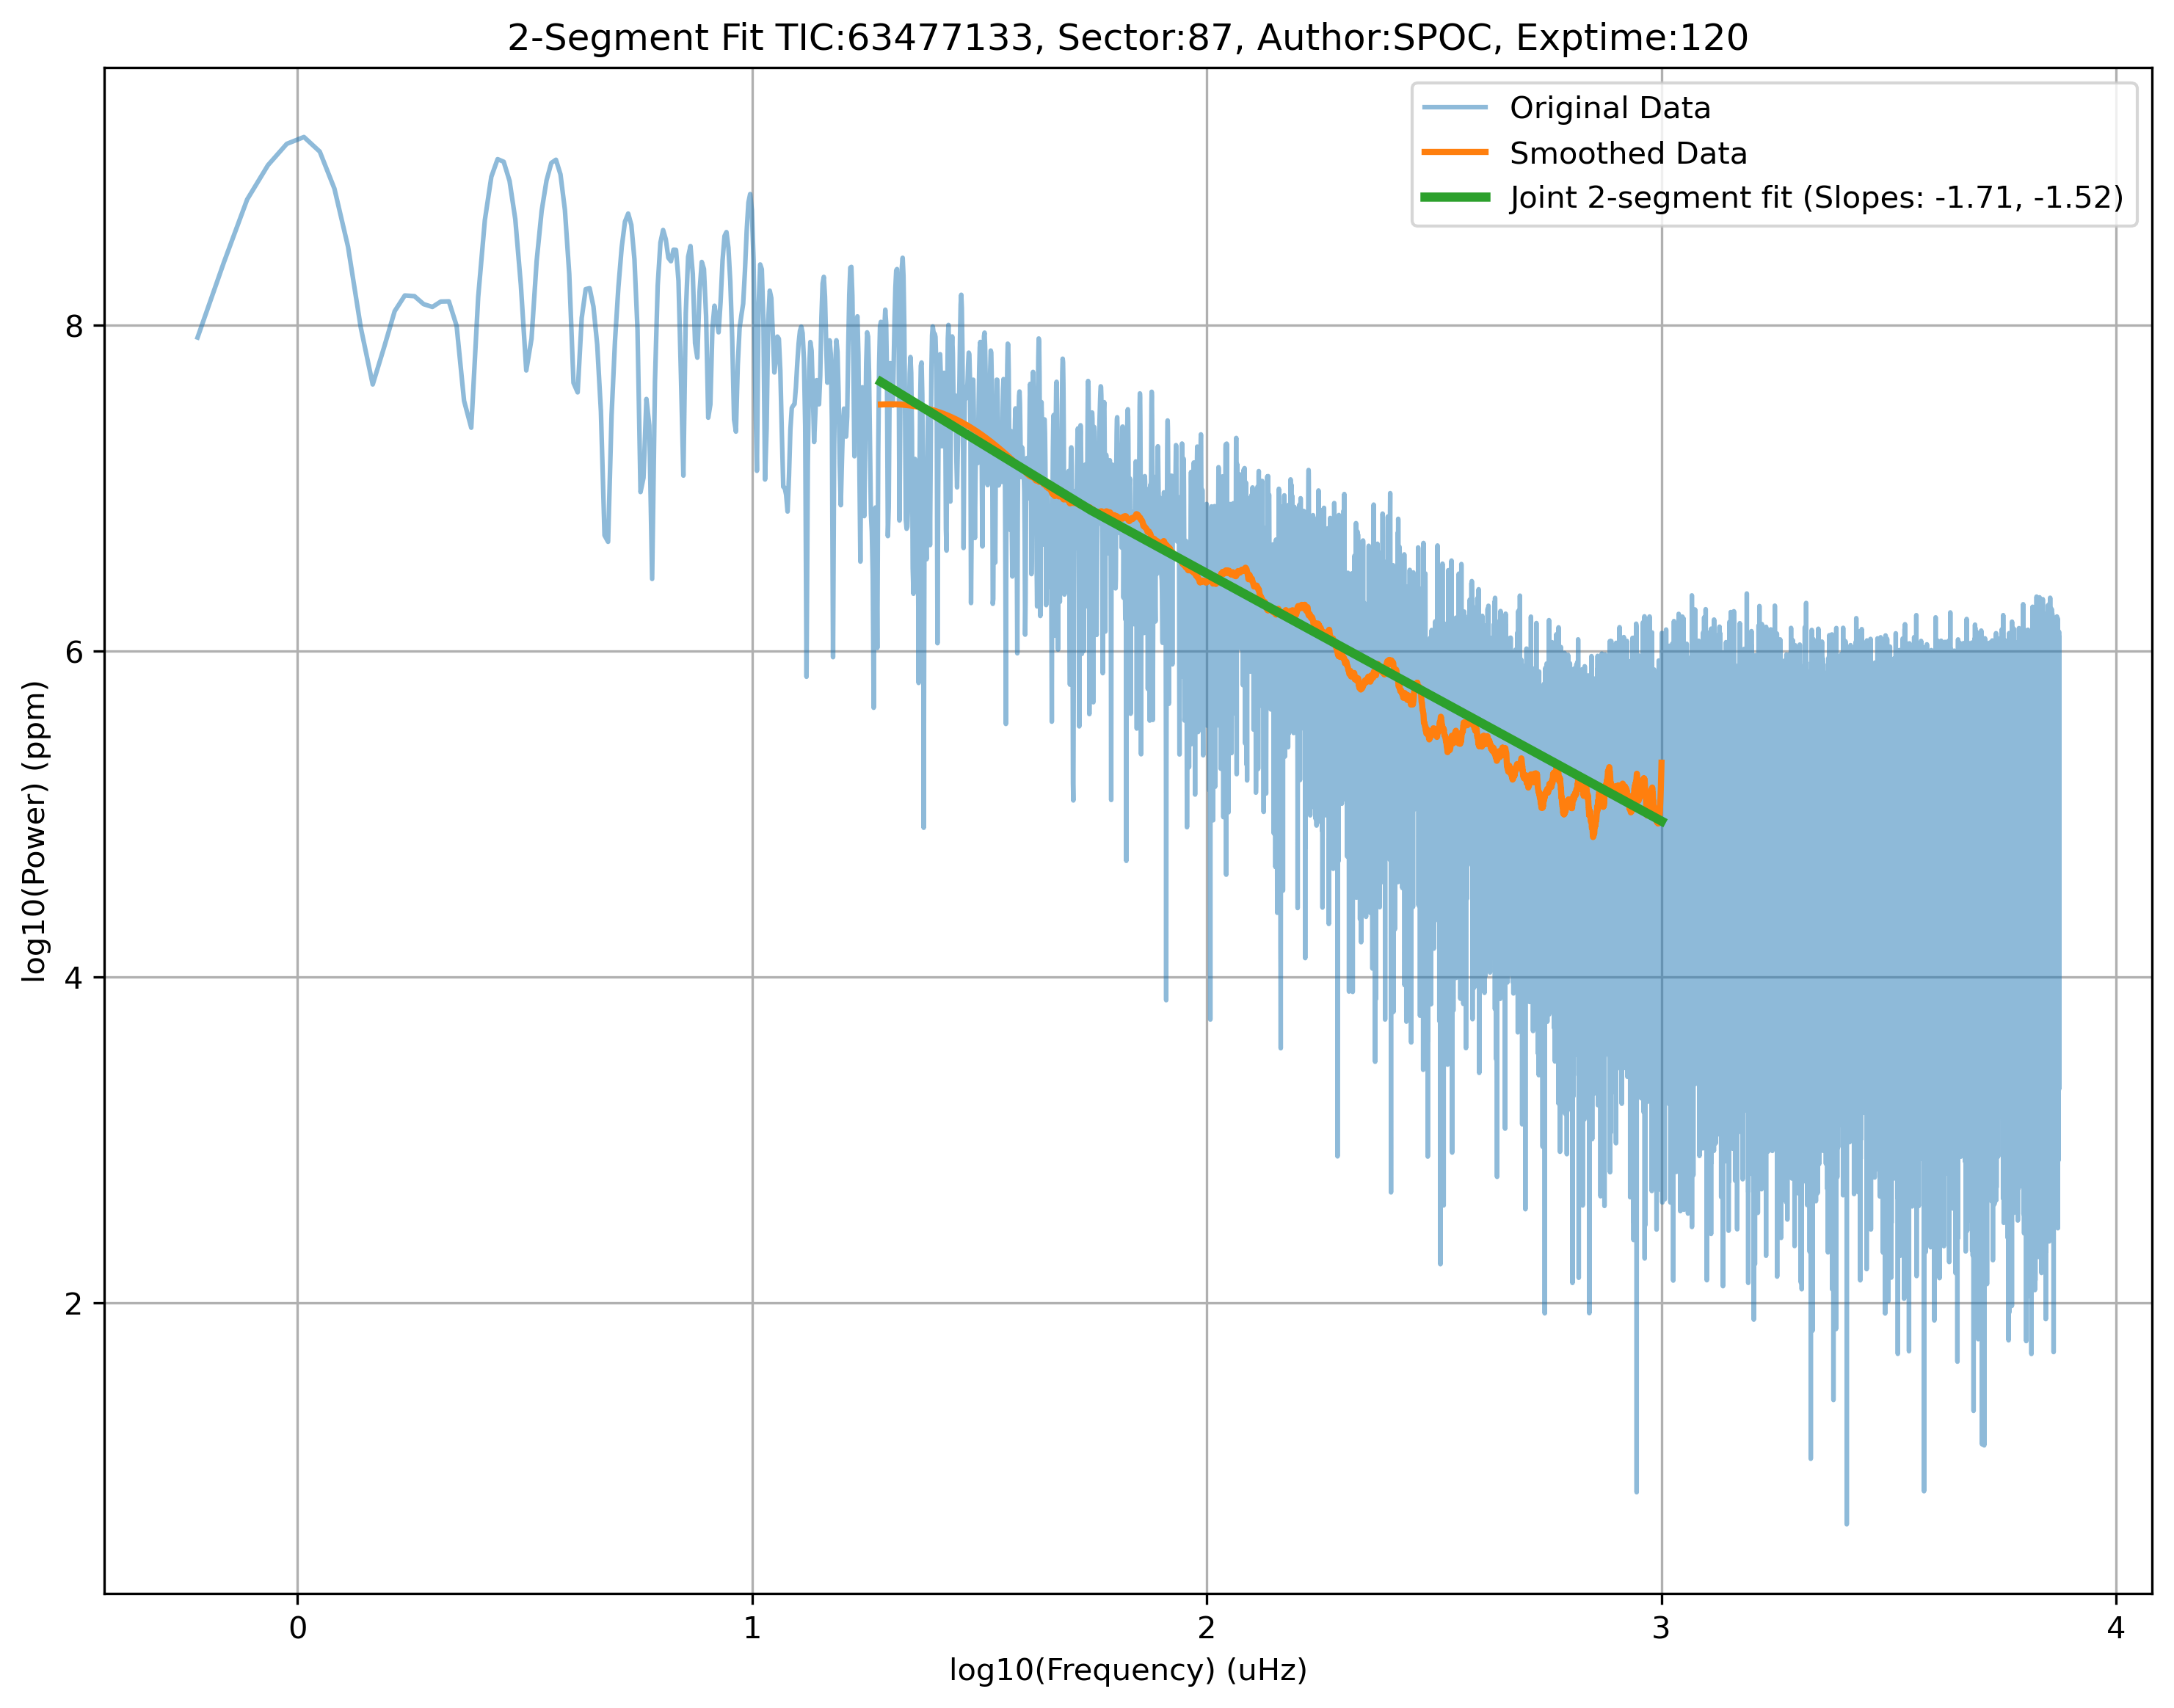 2-Segment Fit TIC:63477133, Sector:87, Author:SPOC, Exptime:120
Original Data
Smoothed Data
Joint 2-segment fit (Slopes: -1.71, -1.52)
log10(Power) (ppm)
8
6
4
2
0
1
2
3
4
log10(Frequency) (uHz)